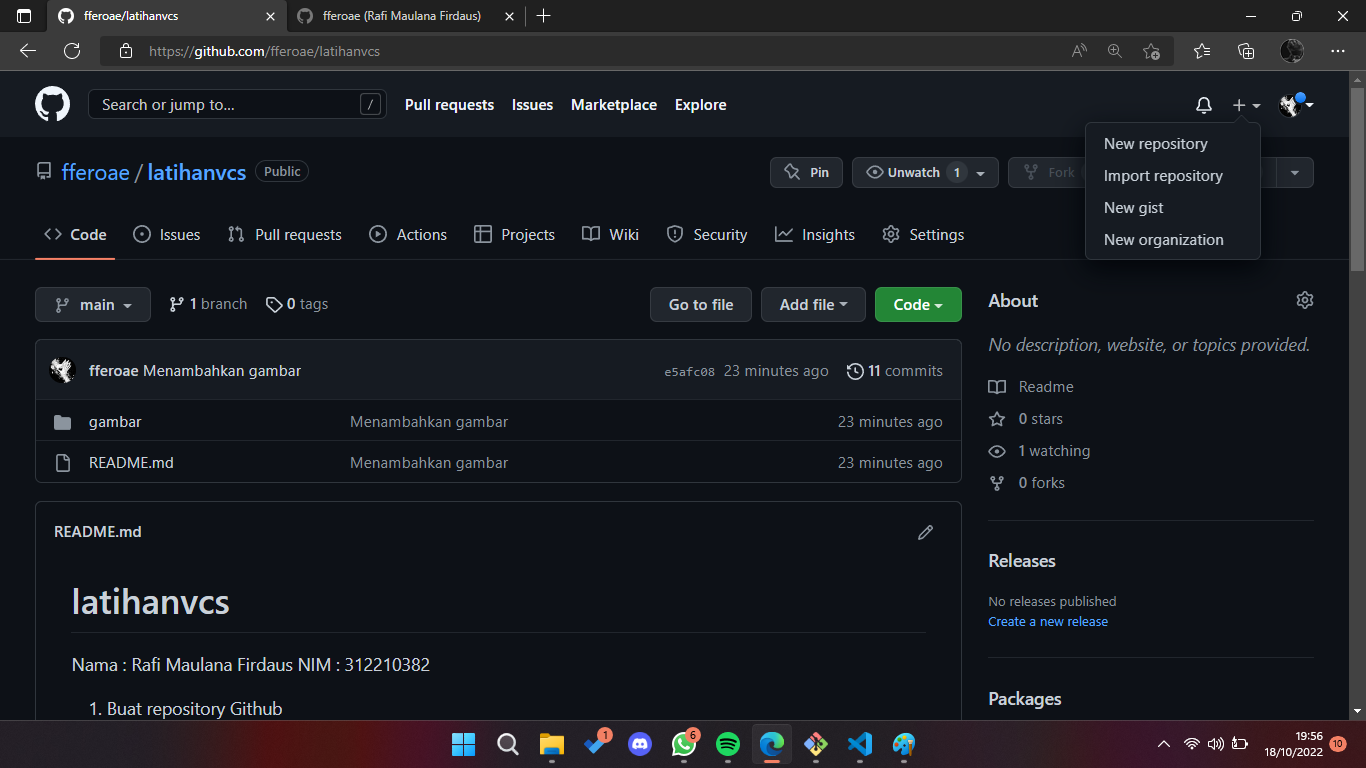 fferoae/latihanvcs
fferoae (Rafi Maulana Firdaus)
https://github.com/fferoae/latihanvcs
Search or jump to...
/
Pull requests Issues Marketplace Explore
New repository
Import repository
New gist
New organization
fferoae / latihanvcs Public
Pin
Unwatch 1
Fork
Code Issues Pull requests Actions Projects Wiki Security Insights Settings
main 1 branch 0 tags
Go to file Add file Code
fferoae Menambahkan gambar e5afc08 23 minutes ago 11 commits
gambar Menambahkan gambar 23 minutes ago
README.md Menambahkan gambar 23 minutes ago
README.md
latihanvcs
Nama : Rafi Maulana Firdaus NIM : 312210382
1. Buat repository Github
About
No description, website, or topics provided.
Readme
0 stars
1 watching
0 forks
Releases
No releases published
Create a new release
Packages
1
6
19:56
18/10/2022
10